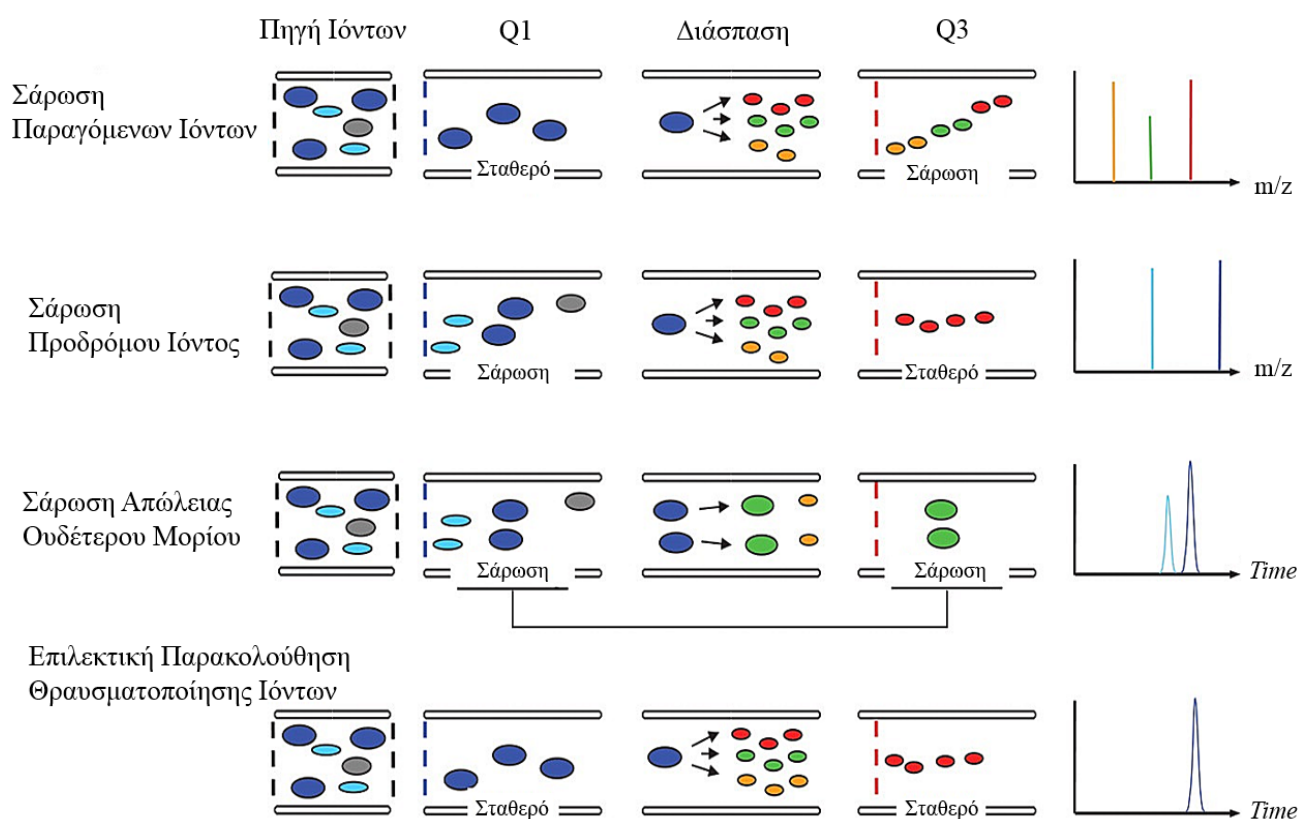 Πηγή Ιόντων Q1 Διάσπαση Q3
Σάρωση
Παραγόμενων Ιόντων
Σταθερό Σάρωση
m/z
Σάρωση
Προδρόμου Ιόντος
Σάρωση Σταθερό
m/z
Σάρωση Απώλειας
Ουδέτερου Μορίου
Σάρωση Σάρωση
Time
Επιλεκτική Παρακολούθηση
Θραυσματοποίησης Ιόντων
Σταθερό Σταθερό
Time